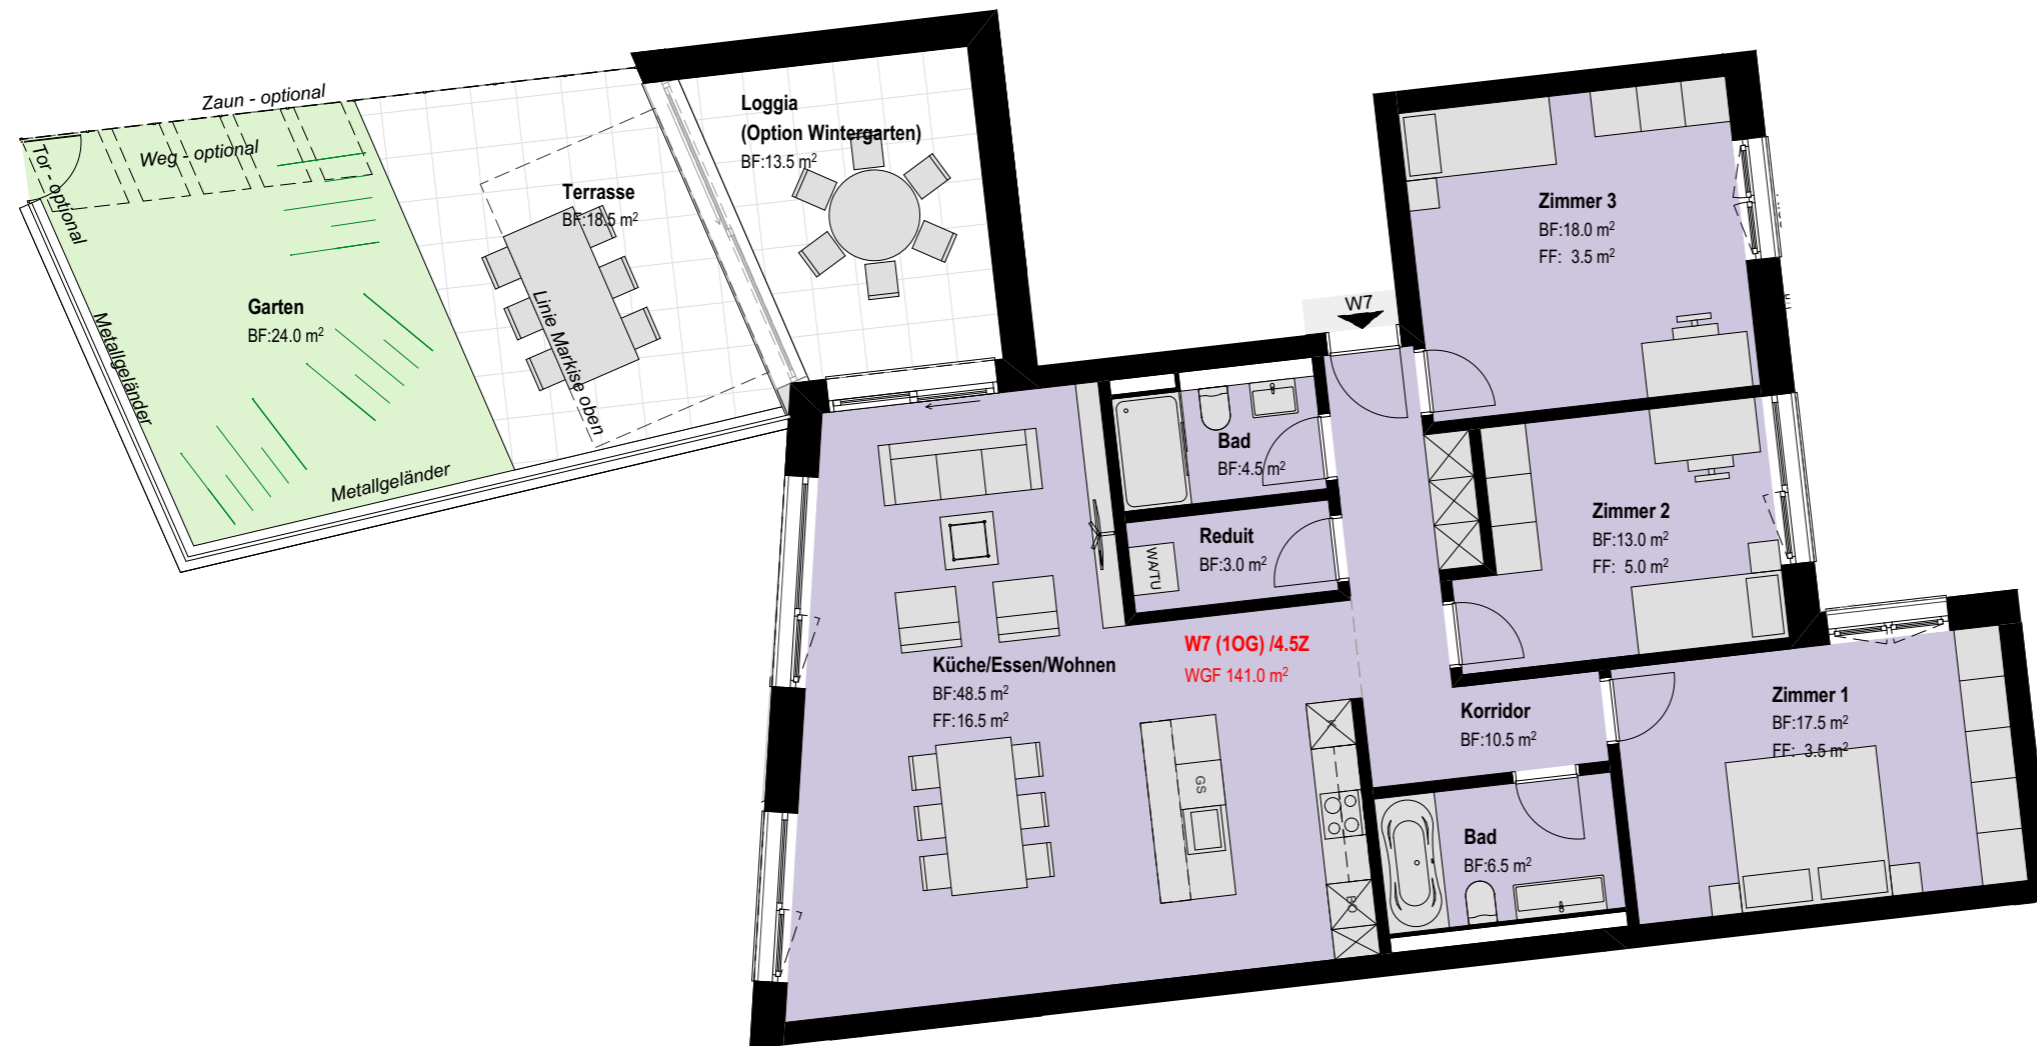 Zaun - optional
Weg - optional
Tor - optional
Metallgeländer
Garten
BF:24.0 m²
Metallgeländer
Terrasse
BF:18.5 m²
Linie Markise oben
Loggia
(Option Wintergarten)
BF:13.5 m²
W7
Zimmer 3
BF:18.0 m²
FF: 3.5 m²
Bad
BF:4.5 m²
Reduit
BF:3.0 m²
WA/TU
Zimmer 2
BF:13.0 m²
FF: 5.0 m²
W7 (1OG) /4.5Z
WGF 141.0 m²
Küche/Essen/Wohnen
BF:48.5 m²
FF:16.5 m²
Korridor
BF:10.5 m²
Zimmer 1
BF:17.5 m²
FF: 3.5 m²
GS
Bad
BF:6.5 m²
BO